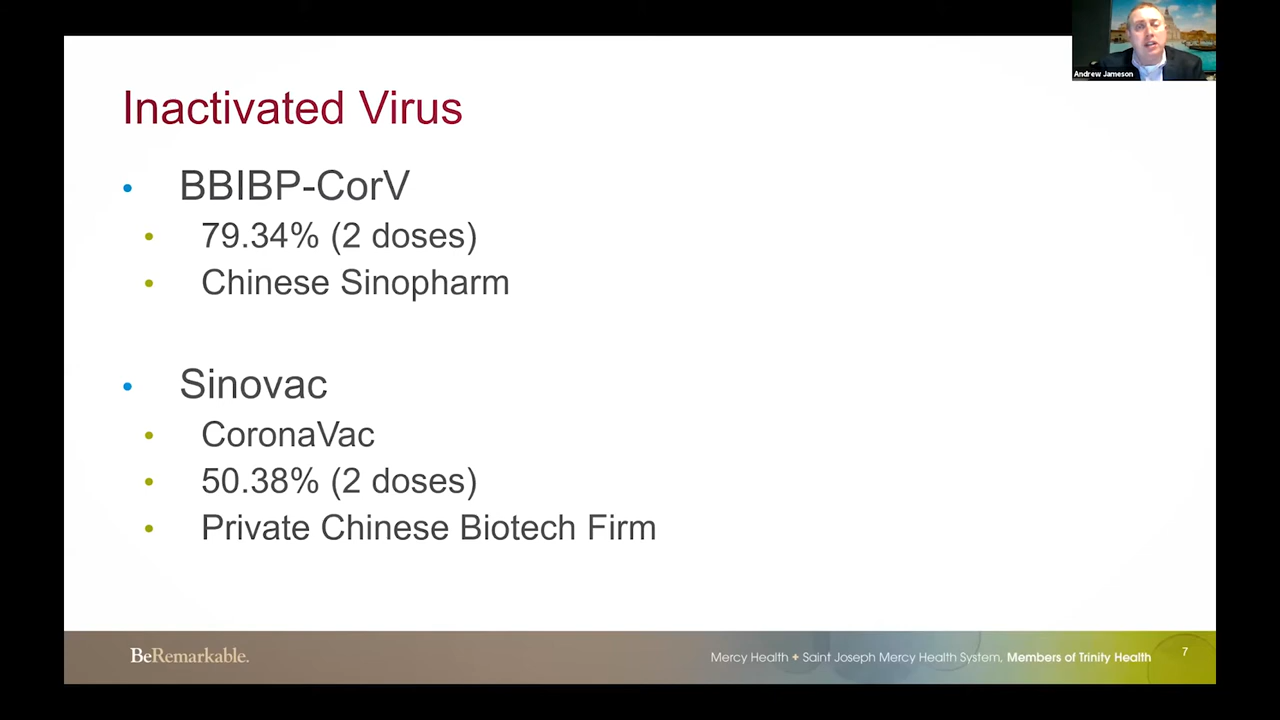 Andrew Jameson
Inactivated Virus
• BBIBP-CorV
• 79.34% (2 doses)
• Chinese Sinopharm
• Sinovac
• CoronaVac
• 50.38% (2 doses)
• Private Chinese Biotech Firm
BeRemarkable.
Mercy Health + Saint Joseph Mercy Health System, Members of Trinity Health
7